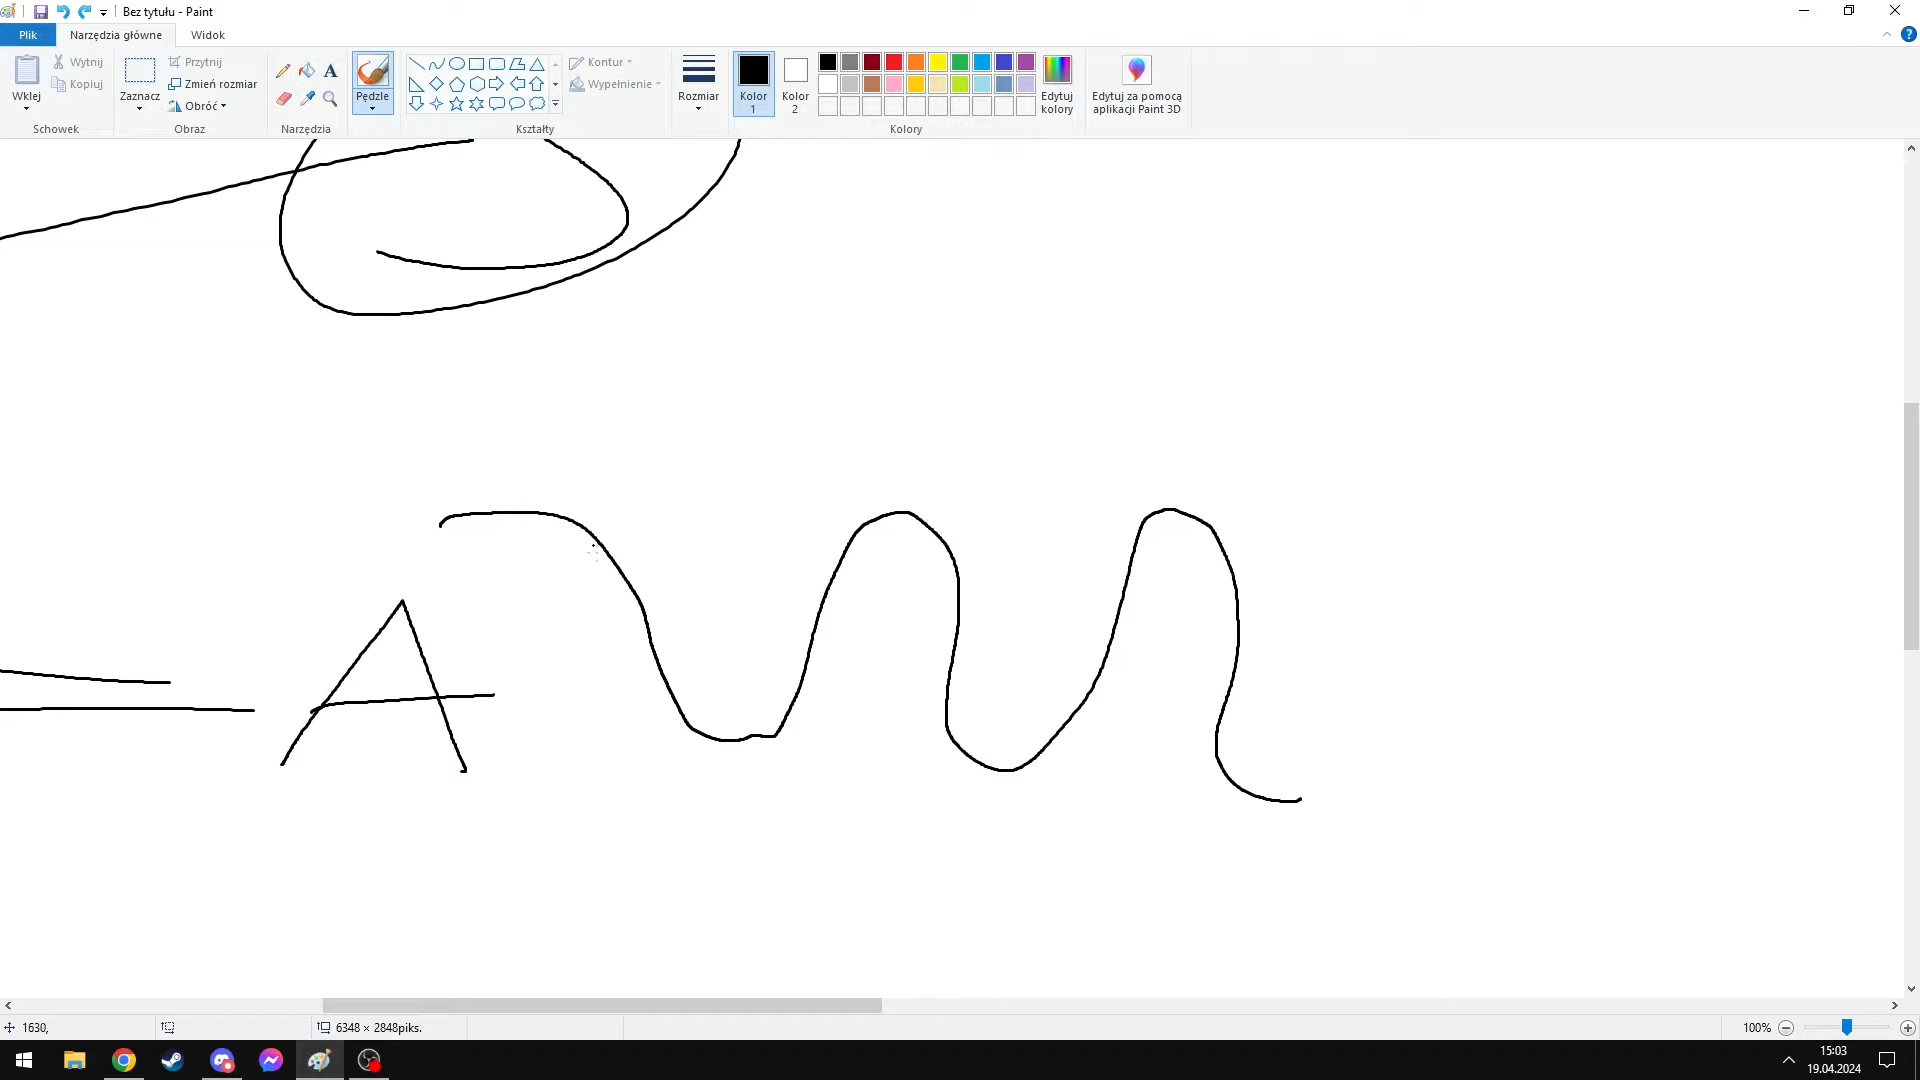 Bez tytułu - Paint
Plik Narzędzia główne Widok
Wklej Wytnij Kopiuj
Zaznacz Przytnij Zmień rozmiar Obróć
A
Pędzle
Kontur
Wypełnienie
Rozmiar
Kolor 1
Kolor 2
Edytuj kolory
Edytuj za pomocą aplikacji Paint 3D
Schowek Obraz Narzędzia Kształty Kolory
A
1630, 6348 × 2848piks. 100%
15:03
19.04.2024